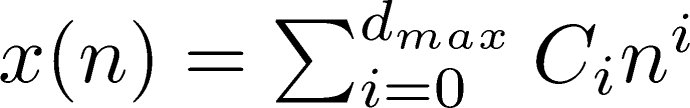 x(n) = \sum_{i=0}^{d_{max}} C_i n^i